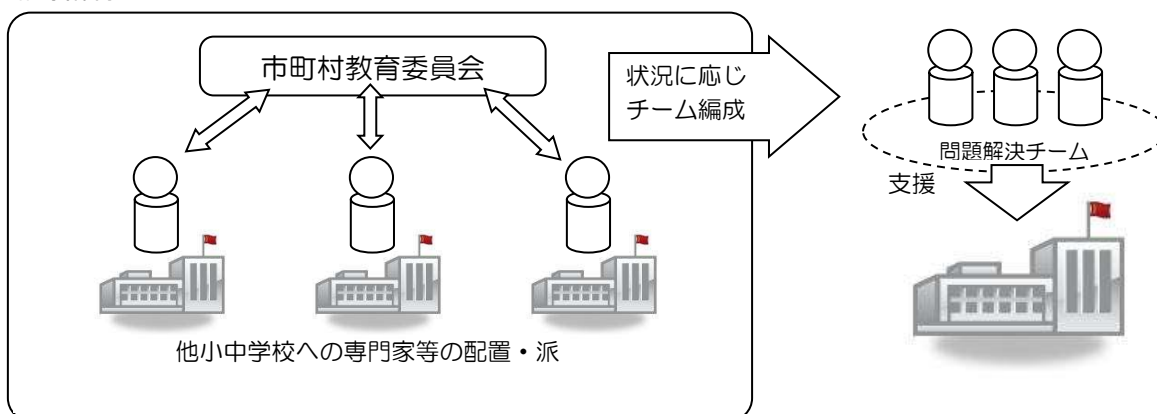 市町村教育委員会
状況に応じ
チーム編成
問題解決チーム
支援
他小中学校への専門家等の配置・派